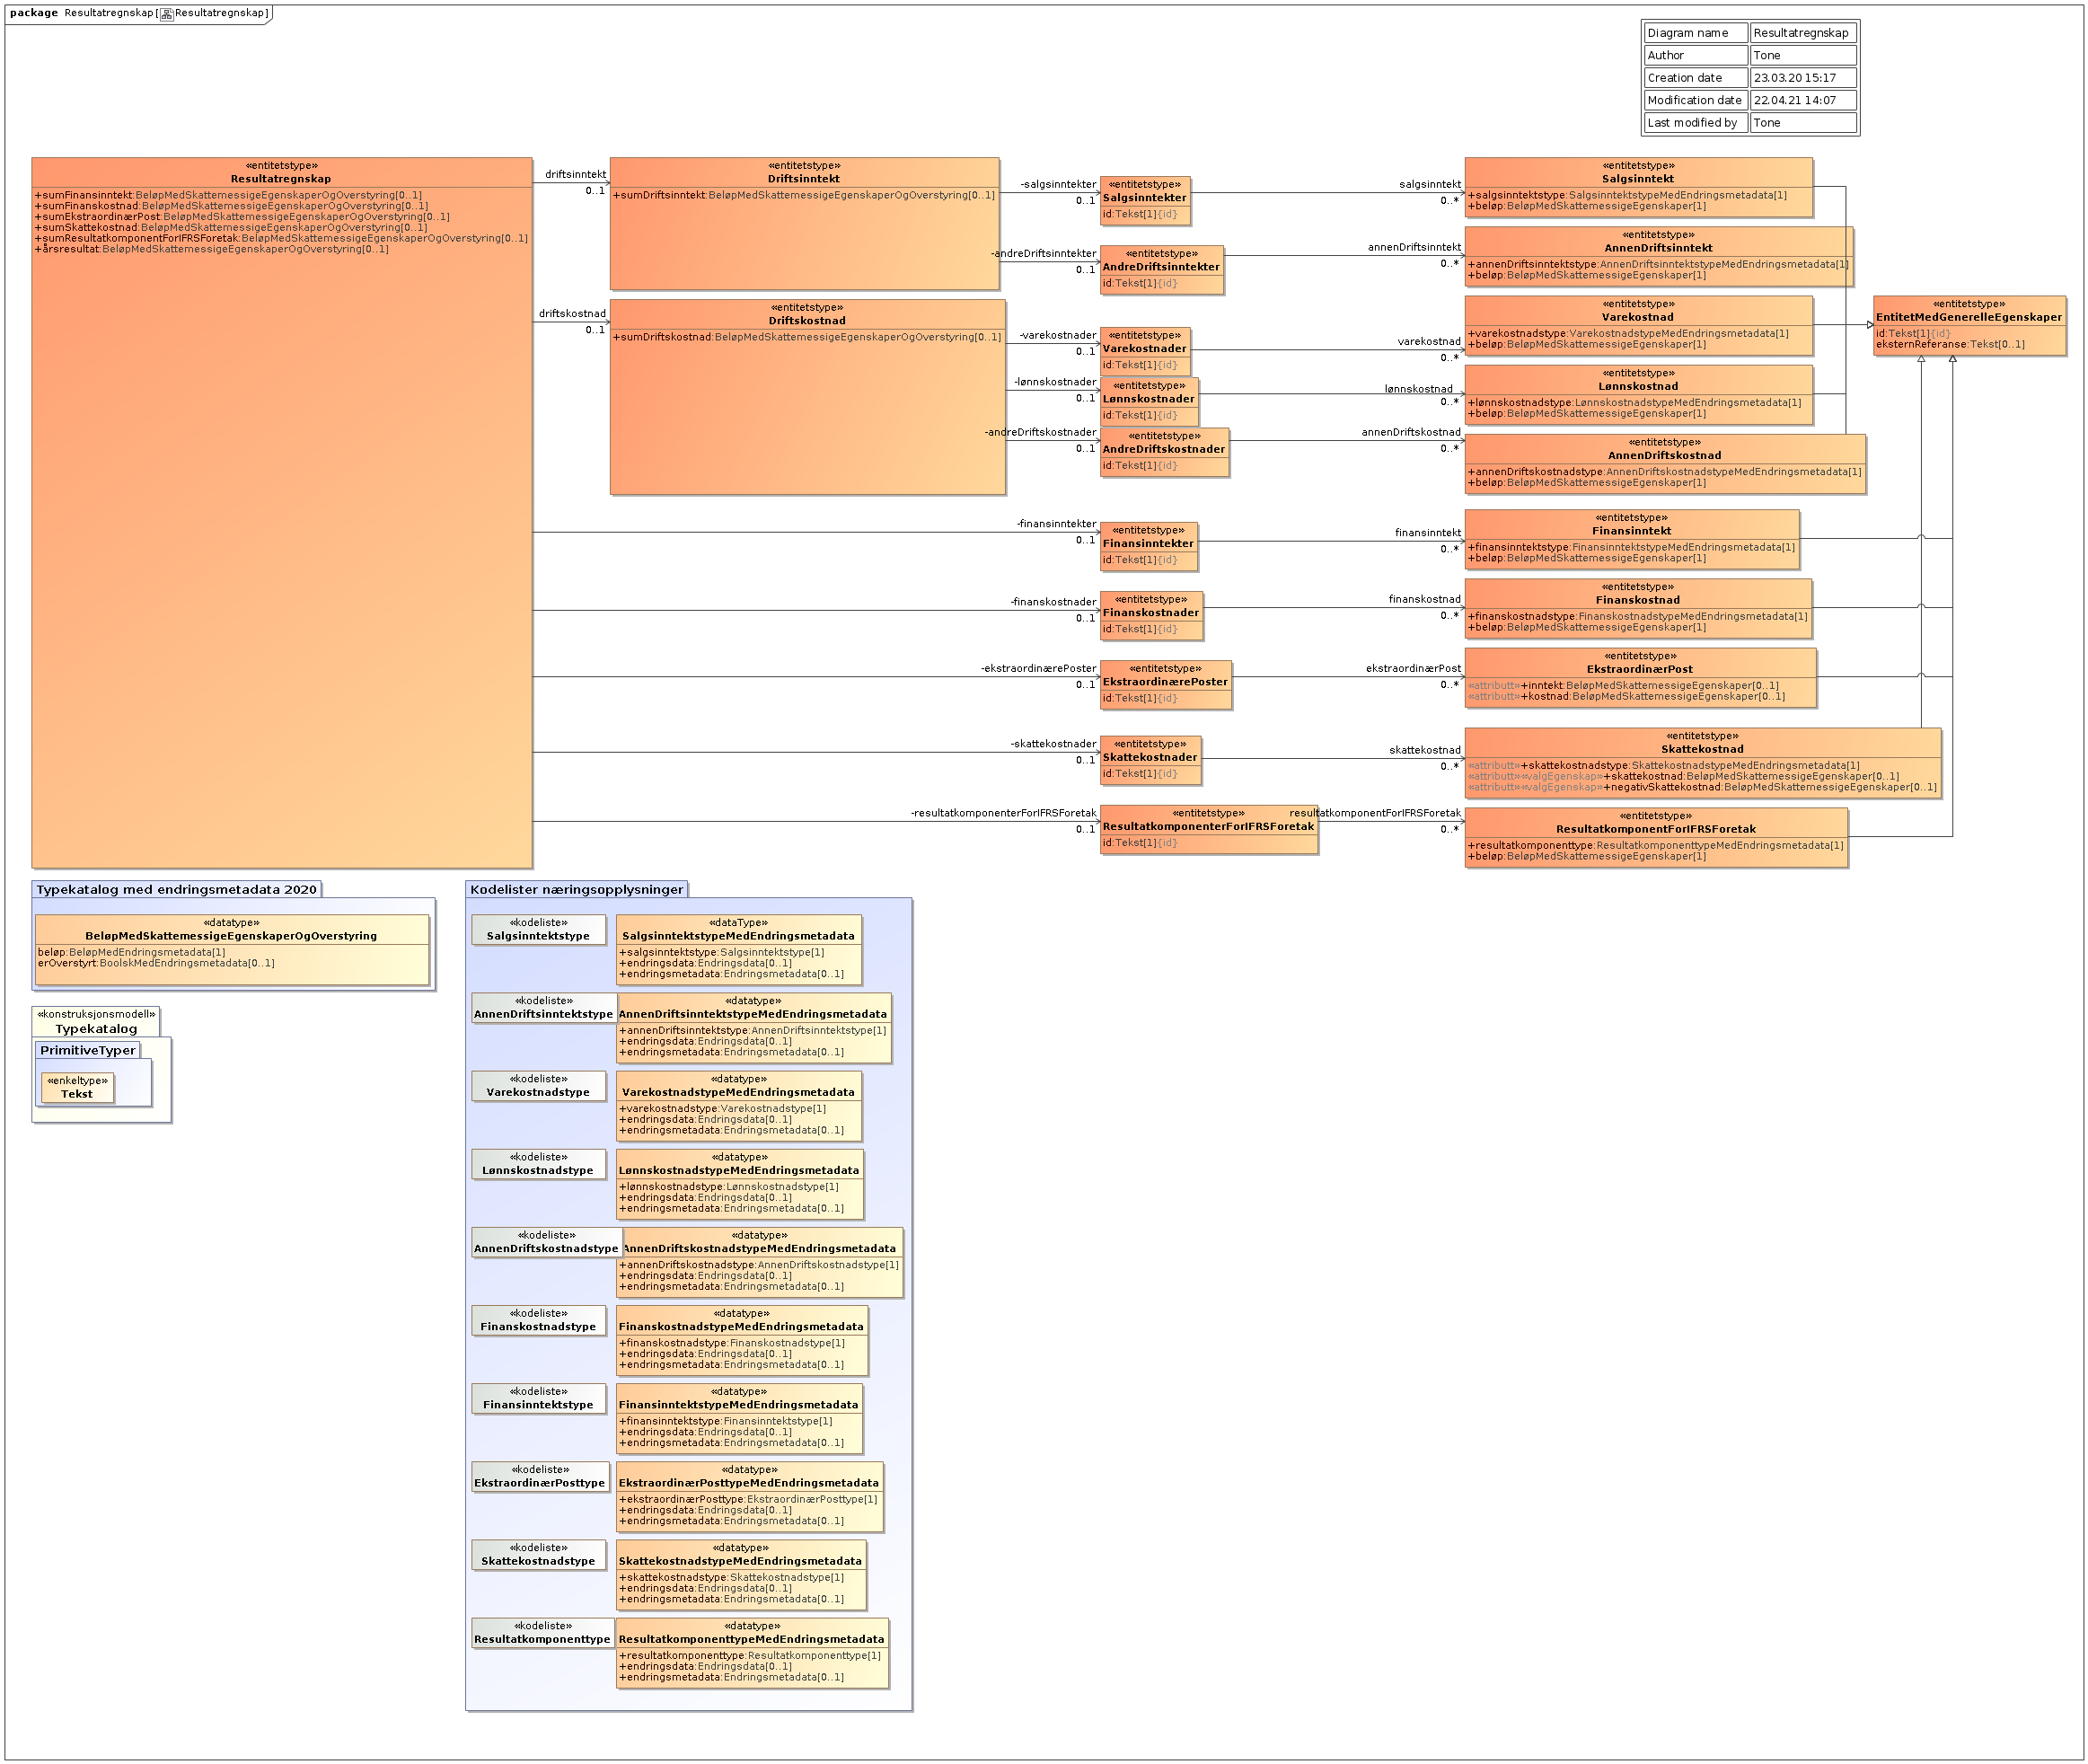 package Resultatregnskap[ Resultatregnskap]
Diagram name Resultatregnskap
Author Tone
Creation date 23.03.20 15:17
Modification date 22.04.21 14:07
Last modified by Tone
«entitetstype»
Resultatregnskap
+sumFinansinntekt:BeløpMedSkattemessigeEgenskaperOgOverstyring[0..1]
+sumFinanskostnad:BeløpMedSkattemessigeEgenskaperOgOverstyring[0..1]
+sumEkstraordinærPost:BeløpMedSkattemessigeEgenskaperOgOverstyring[0..1]
+sumSkattekostnad:BeløpMedSkattemessigeEgenskaperOgOverstyring[0..1]
+sumResultatkomponentForIFRSForetak:BeløpMedSkattemessigeEgenskaperOgOverstyring[0..1]
+årsresultat:BeløpMedSkattemessigeEgenskaperOgOverstyring[0..1]
driftsinntekt
0..1
«entitetstype»
Driftsinntekt
+sumDriftsinntekt:BeløpMedSkattemessigeEgenskaperOgOverstyring[0..1]
-salgsinntekter
0..1
«entitetstype»
Salgsinntekter
id:Tekst[1]{id}
salgsinntekt
0..*
«entitetstype»
Salgsinntekt
+salgsinntektstype:SalgsinntektstypeMedEndringsmetadata[1]
+beløp:BeløpMedSkattemessigeEgenskaper[1]
-andreDriftsinntekter
0..1
«entitetstype»
AndreDriftsinntekter
id:Tekst[1]{id}
annenDriftsinntekt
0..*
«entitetstype»
AnnenDriftsinntekt
+annenDriftsinntektstype:AnnenDriftsinntektstypeMedEndringsmetadata[1]
+beløp:BeløpMedSkattemessigeEgenskaper[1]
driftskostnad
0..1
«entitetstype»
Driftskostnad
+sumDriftskostnad:BeløpMedSkattemessigeEgenskaperOgOverstyring[0..1]
-varekostnader
0..1
«entitetstype»
Varekostnader
id:Tekst[1]{id}
varekostnad
0..*
«entitetstype»
Varekostnad
+varekostnadstype:VarekostnadstypeMedEndringsmetadata[1]
+beløp:BeløpMedSkattemessigeEgenskaper[1]
«entitetstype»
EntitetMedGenerelleEgenskaper
id:Tekst[1]{id}
eksternReferanse:Tekst[0..1]
-lønnskostnader
0..1
«entitetstype»
Lønnskostnader
id:Tekst[1]{id}
lønnskostnad
0..*
«entitetstype»
Lønnskostnad
+lønnskostnadstype:LønnskostnadstypeMedEndringsmetadata[1]
+beløp:BeløpMedSkattemessigeEgenskaper[1]
-andreDriftskostnader
0..1
«entitetstype»
AndreDriftskostnader
id:Tekst[1]{id}
annenDriftskostnad
0..*
«entitetstype»
AnnenDriftskostnad
+annenDriftskostnadstype:AnnenDriftskostnadstypeMedEndringsmetadata[1]
+beløp:BeløpMedSkattemessigeEgenskaper[1]
-finansinntekter
0..1
«entitetstype»
Finansinntekter
id:Tekst[1]{id}
finansinntekt
0..*
«entitetstype»
Finansinntekt
+finansinntektstype:FinansinntektstypeMedEndringsmetadata[1]
+beløp:BeløpMedSkattemessigeEgenskaper[1]
-finanskostnader
0..1
«entitetstype»
Finanskostnader
id:Tekst[1]{id}
finanskostnad
0..*
«entitetstype»
Finanskostnad
+finanskostnadstype:FinanskostnadstypeMedEndringsmetadata[1]
+beløp:BeløpMedSkattemessigeEgenskaper[1]
-ekstraordinærePoster
0..1
«entitetstype»
EkstraordinærePoster
id:Tekst[1]{id}
ekstraordinærPost
0..*
«entitetstype»
EkstraordinærPost
«attributt»+inntekt:BeløpMedSkattemessigeEgenskaper[0..1]
«attributt»+kostnad:BeløpMedSkattemessigeEgenskaper[0..1]
-skattekostnader
0..1
«entitetstype»
Skattekostnader
id:Tekst[1]{id}
skattekostnad
0..*
«entitetstype»
Skattekostnad
«attributt»+skattekostnadstype:SkattekostnadstypeMedEndringsmetadata[1]
«attributt»«valgEgenskap»+skattekostnad:BeløpMedSkattemessigeEgenskaper[0..1]
«attributt»«valgEgenskap»+negativSkattekostnad:BeløpMedSkattemessigeEgenskaper[0..1]
-resultatkomponenterForIFRSForetak
0..1
«entitetstype»
ResultatkomponenterForIFRSForetak
id:Tekst[1]{id}
resultatkomponentForIFRSForetak
0..*
«entitetstype»
ResultatkomponentForIFRSForetak
+resultatkomponenttype:ResultatkomponenttypeMedEndringsmetadata[1]
+beløp:BeløpMedSkattemessigeEgenskaper[1]
Typekatalog med endringsmetadata 2020
«datatype»
BeløpMedSkattemessigeEgenskaperOgOverstyring
beløp:BeløpMedEndringsmetadata[1]
erOverstyrt:BoolskMedEndringsmetadata[0..1]
«konstruksjonsmodell»
Typekatalog
PrimitiveTyper
«enkeltype»
Tekst
Kodelister næringsopplysninger
«kodeliste»
Salgsinntektstype
«dataType»
SalgsinntektstypeMedEndringsmetadata
+salgsinntektstype:Salgsinntektstype[1]
+endringsdata:Endringsdata[0..1]
+endringsmetadata:Endringsmetadata[0..1]
«kodeliste»
AnnenDriftsinntektstype
«datatype»
AnnenDriftsinntektstypeMedEndringsmetadata
+annenDriftsinntektstype:AnnenDriftsinntektstype[1]
+endringsdata:Endringsdata[0..1]
+endringsmetadata:Endringsmetadata[0..1]
«kodeliste»
Varekostnadstype
«datatype»
VarekostnadstypeMedEndringsmetadata
+varekostnadstype:Varekostnadstype[1]
+endringsdata:Endringsdata[0..1]
+endringsmetadata:Endringsmetadata[0..1]
«kodeliste»
Lønnskostnadstype
«datatype»
LønnskostnadstypeMedEndringsmetadata
+lønnskostnadstype:Lønnskostnadstype[1]
+endringsdata:Endringsdata[0..1]
+endringsmetadata:Endringsmetadata[0..1]
«kodeliste»
AnnenDriftskostnadstype
«datatype»
AnnenDriftskostnadstypeMedEndringsmetadata
+annenDriftskostnadstype:AnnenDriftskostnadstype[1]
+endringsdata:Endringsdata[0..1]
+endringsmetadata:Endringsmetadata[0..1]
«kodeliste»
Finanskostnadstype
«datatype»
FinanskostnadstypeMedEndringsmetadata
+finanskostnadstype:Finanskostnadstype[1]
+endringsdata:Endringsdata[0..1]
+endringsmetadata:Endringsmetadata[0..1]
«kodeliste»
Finansinntektstype
«datatype»
FinansinntektstypeMedEndringsmetadata
+finansinntektstype:Finansinntektstype[1]
+endringsdata:Endringsdata[0..1]
+endringsmetadata:Endringsmetadata[0..1]
«kodeliste»
EkstraordinærPosttype
«datatype»
EkstraordinærPosttypeMedEndringsmetadata
+ekstraordinærPosttype:EkstraordinærPosttype[1]
+endringsdata:Endringsdata[0..1]
+endringsmetadata:Endringsmetadata[0..1]
«kodeliste»
Skattekostnadstype
«datatype»
SkattekostnadstypeMedEndringsmetadata
+skattekostnadstype:Skattekostnadstype[1]
+endringsdata:Endringsdata[0..1]
+endringsmetadata:Endringsmetadata[0..1]
«kodeliste»
Resultatkomponenttype
«datatype»
ResultatkomponenttypeMedEndringsmetadata
+resultatkomponenttype:Resultatkomponenttype[1]
+endringsdata:Endringsdata[0..1]
+endringsmetadata:Endringsmetadata[0..1]